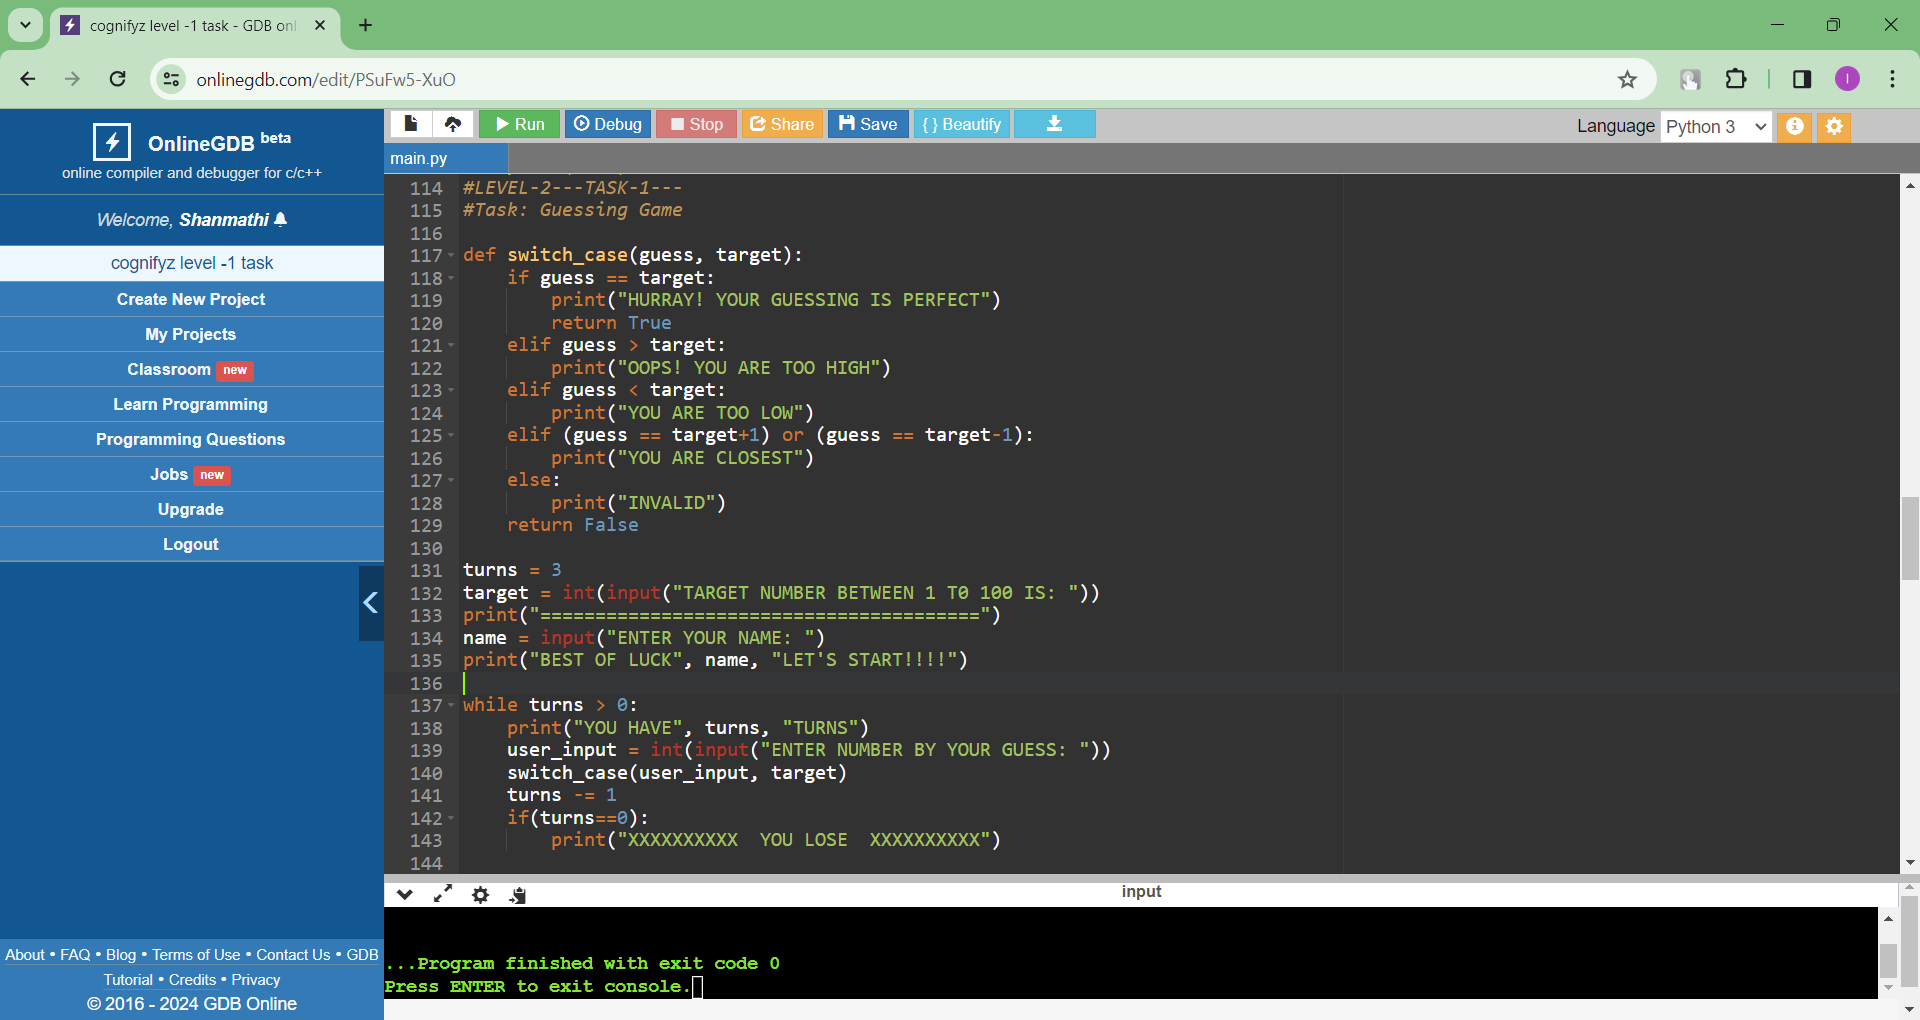 cognifyz level -1 task - GDB onl
onlinegdb.com/edit/PSuFw5-XuO
I
OnlineGDB beta
online compiler and debugger for c/c++
Welcome, Shanmathi
cognifyz level -1 task
Create New Project
My Projects
Classroom new
Learn Programming
Programming Questions
Jobs new
Upgrade
Logout
About • FAQ • Blog • Terms of Use • Contact Us • GDB
Tutorial • Credits • Privacy
© 2016 - 2024 GDB Online
Run Debug Stop Share Save { } Beautify
Language Python 3
main.py
114 #LEVEL-2---TASK-1---
115 #Task: Guessing Game
116
117 def switch_case(guess, target):
118     if guess == target:
119         print("HURRAY! YOUR GUESSING IS PERFECT")
120         return True
121     elif guess > target:
122         print("OOPS! YOU ARE TOO HIGH")
123     elif guess < target:
124         print("YOU ARE TOO LOW")
125     elif (guess == target+1) or (guess == target-1):
126         print("YOU ARE CLOSEST")
127     else:
128         print("INVALID")
129     return False
130
131 turns = 3
132 target = int(input("TARGET NUMBER BETWEEN 1 T0 100 IS: "))
133 print("========================================")
134 name = input("ENTER YOUR NAME: ")
135 print("BEST OF LUCK", name, "LET'S START!!!!")
136
137 while turns > 0:
138     print("YOU HAVE", turns, "TURNS")
139     user_input = int(input("ENTER NUMBER BY YOUR GUESS: "))
140     switch_case(user_input, target)
141     turns -= 1
142     if(turns==0):
143         print("XXXXXXXXXX  YOU LOSE  XXXXXXXXXX")
144
input
...Program finished with exit code 0
Press ENTER to exit console.